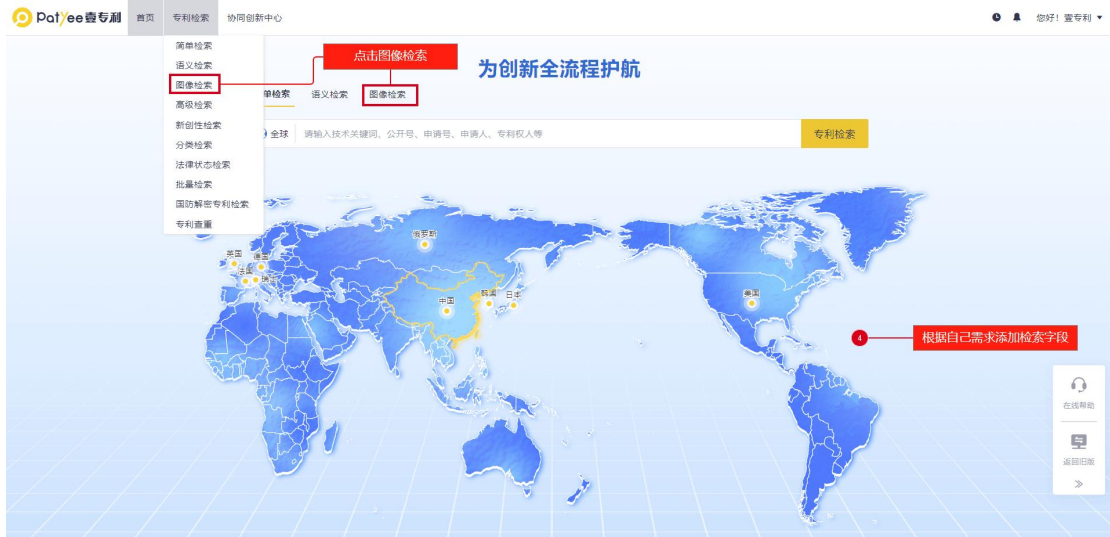 Patyee壹专利 首页 专利检索 协同创新中心 您好！壹专利
简单检索
语义检索
图像检索
高级检索
新创性检索
分类检索
法律状态检索
批量检索
国防解密专利检索
专利查重
点击图像检索
为创新全流程护航
单检索 语义检索 图像检索
全球 请输入技术关键词、公开号、申请号、申请人、专利权人等 专利检索
俄罗斯
英国 德国
法国 瑞士
中国 韩国 日本
美国
4 根据自己需求添加检索字段
在线帮助
返回旧版